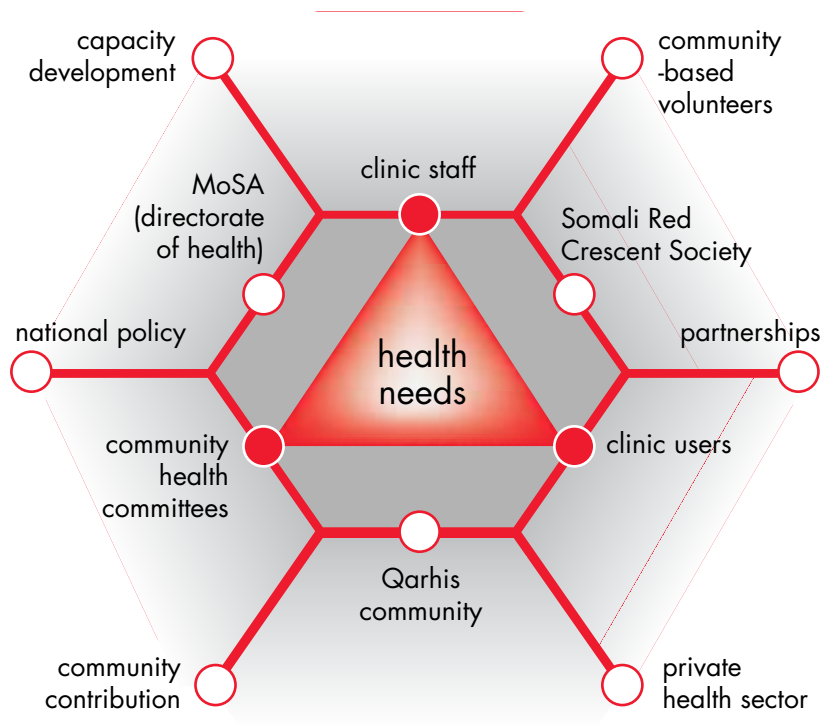 capacity
development
community
-based
volunteers
clinic staff
MoSA
(directorate
of health)
Somali Red
Crescent Society
national policy
partnerships
health
needs
community
health
committees
clinic users
Qarhis
community
community
contribution
private
health sector